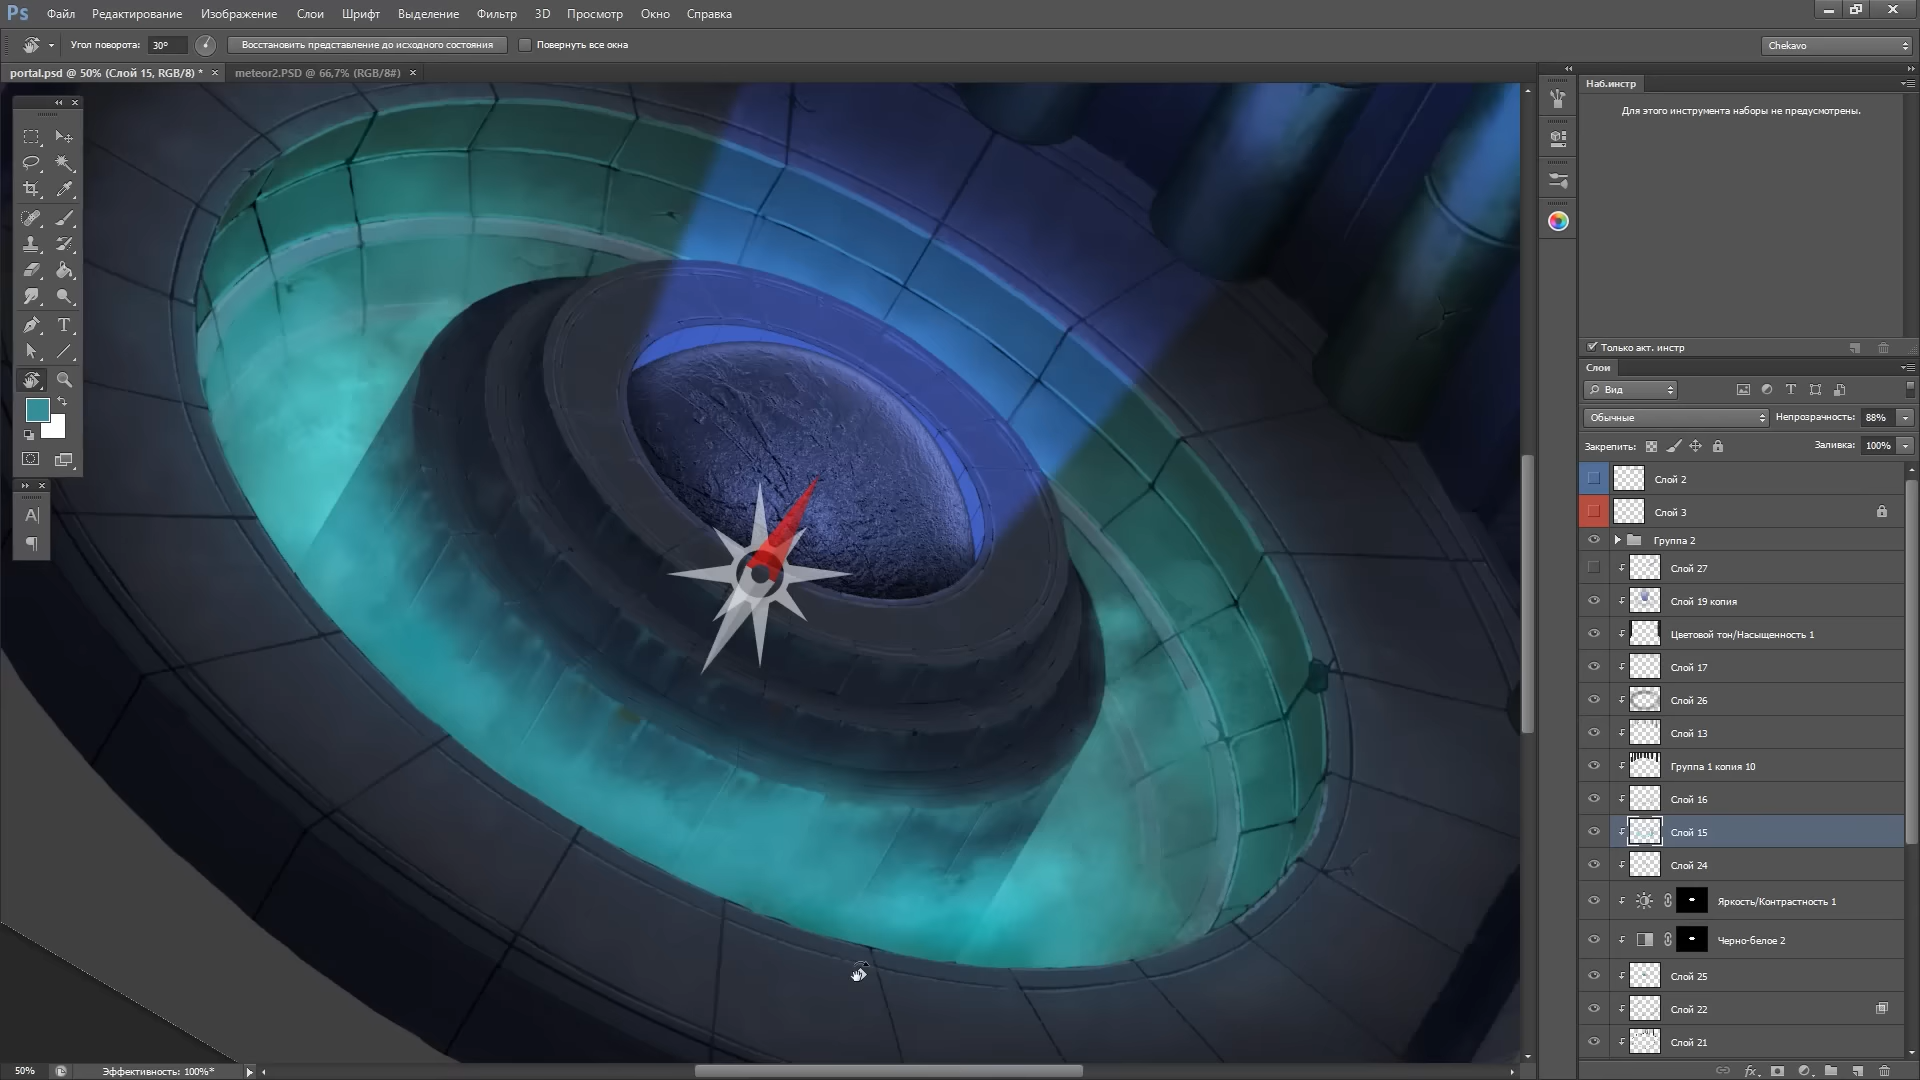 Ps Файл Редактирование Изображение Слои Шрифт Выделение Фильтр 3D Просмотр Окно Справка
Угол поворота: 30° Восстановить представление до исходного состояния Повернуть все окна Chekavo
portal.psd @ 50% (Слой 15, RGB/8) * meteor2.PSD @ 66,7% (RGB/8#)
Наб.инстр
Для этого инструмента наборы не предусмотрены.
Только акт. инстр
Слои
Вид
Обычные Непрозрачность: 88%
Закрепить: Заливка: 100%
Слой 2
Слой 3
Группа 2
Слой 27
Слой 19 копия
Цветовой тон/Насыщенность 1
Слой 17
Слой 26
Слой 13
Группа 1 копия 10
Слой 16
Слой 15
Слой 24
Яркость/Контрастность 1
Черно-белое 2
Слой 25
Слой 22
Слой 21
50% Эффективность: 100%*